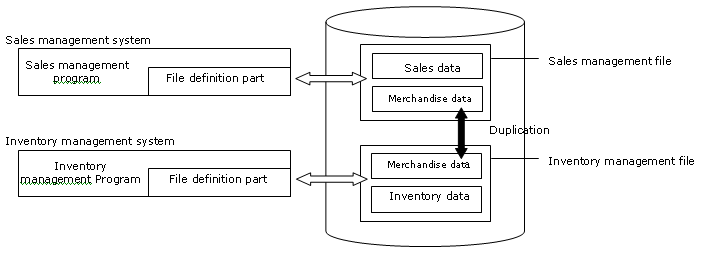 Sales management system
Sales management
program
File definition part
Sales data
Merchandise data
Sales management file
Duplication
Inventory management system
Inventory
management Program
File definition part
Merchandise data
Inventory data
Inventory management file